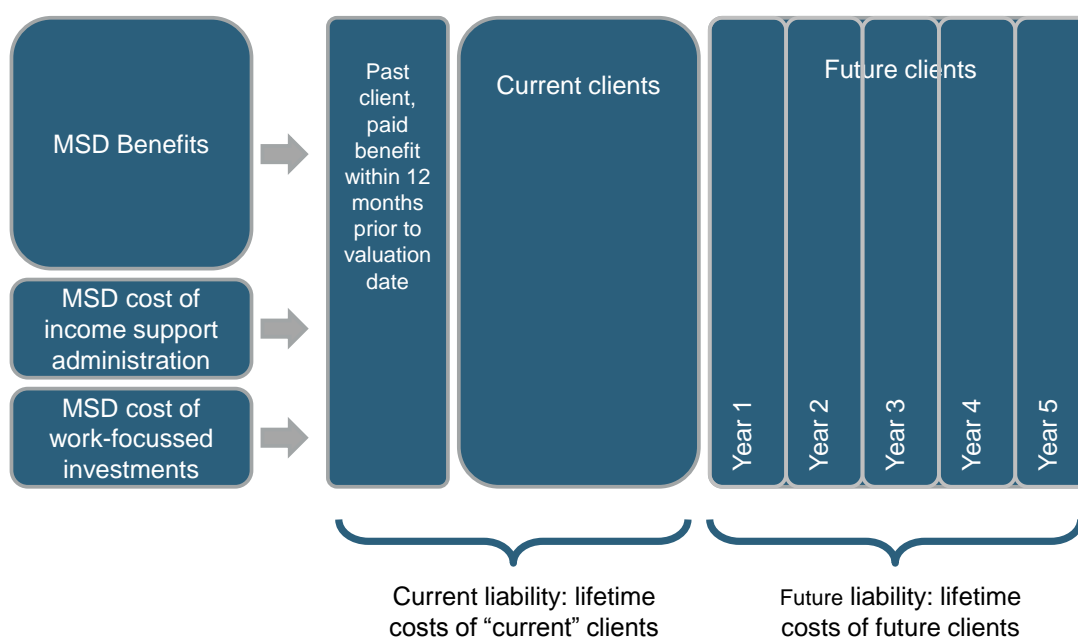 MSD Benefits
MSD cost of
income support
administration
MSD cost of
work-focussed
investments
Past
client,
paid
benefit
within 12
months
prior to
valuation
date
Current clients
Future clients
Year 1
Year 2
Year 3
Year 4
Year 5
Current liability: lifetime
costs of “current” clients
Future liability: lifetime
costs of future clients